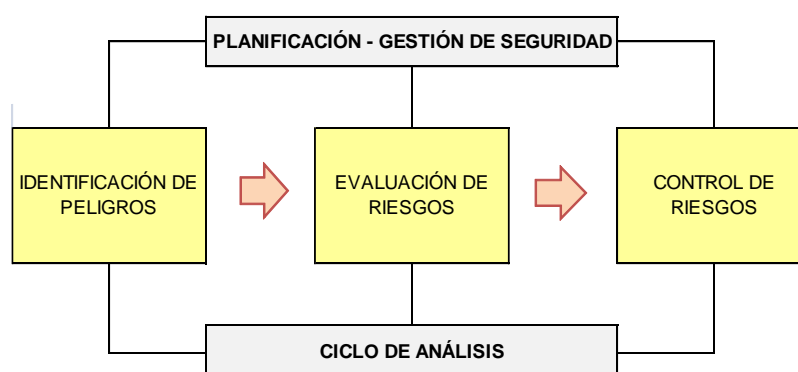 PLANIFICACIÓN - GESTIÓN DE SEGURIDAD
IDENTIFICACIÓN DE
PELIGROS
EVALUACIÓN DE
RIESGOS
CONTROL DE
RIESGOS
CICLO DE ANÁLISIS